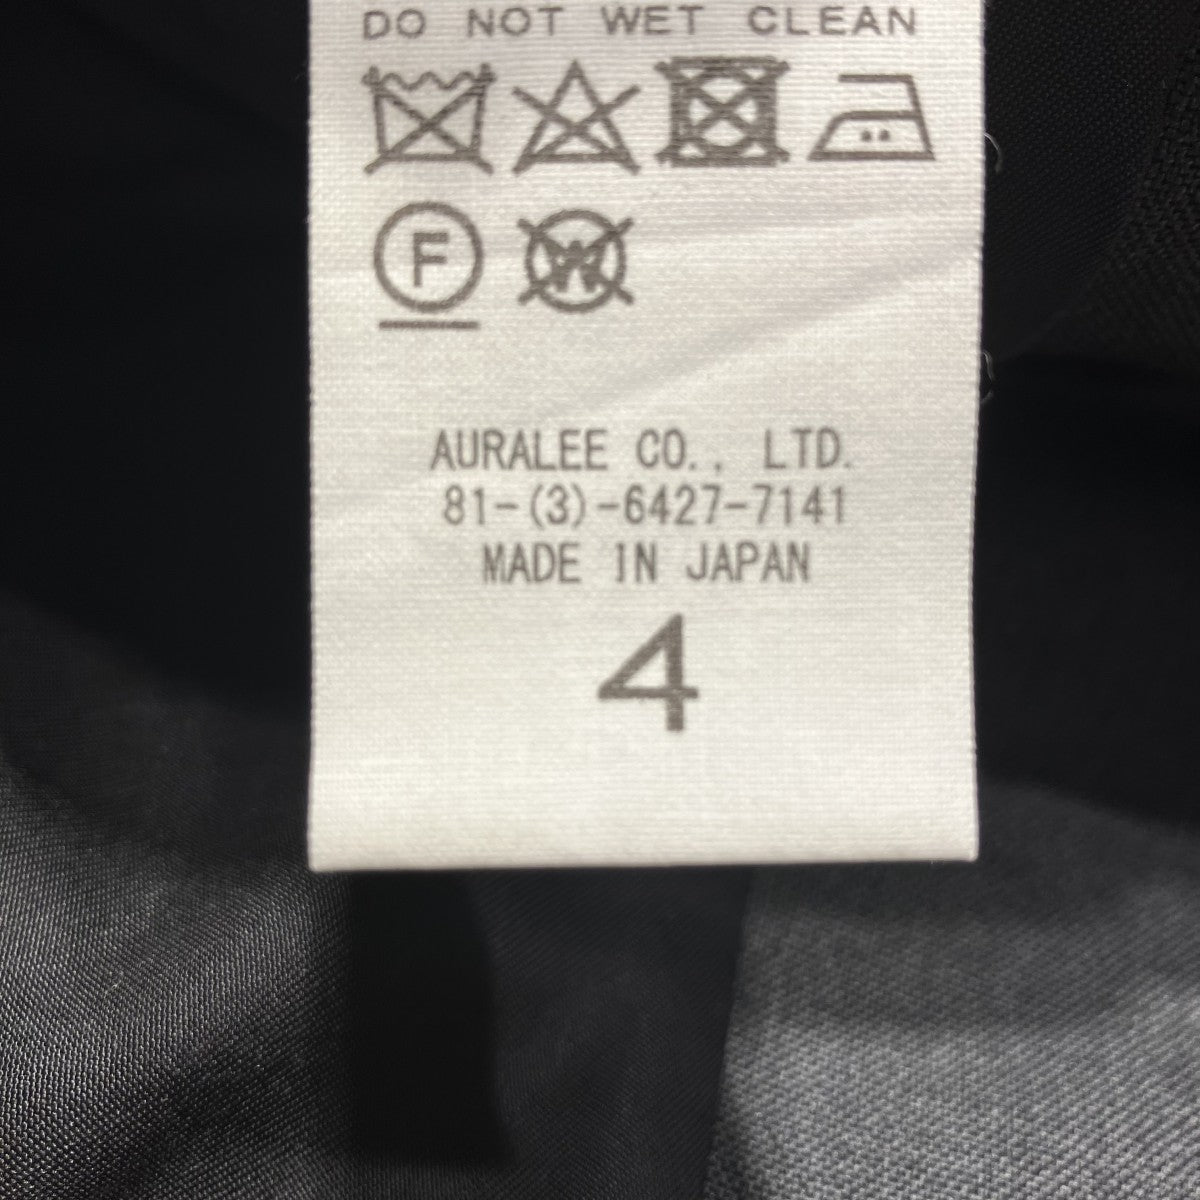 DO NOT WET CLEAN
F W
AURALEE CO., LTD.
81-(3)-6427-7141
MADE IN JAPAN
4